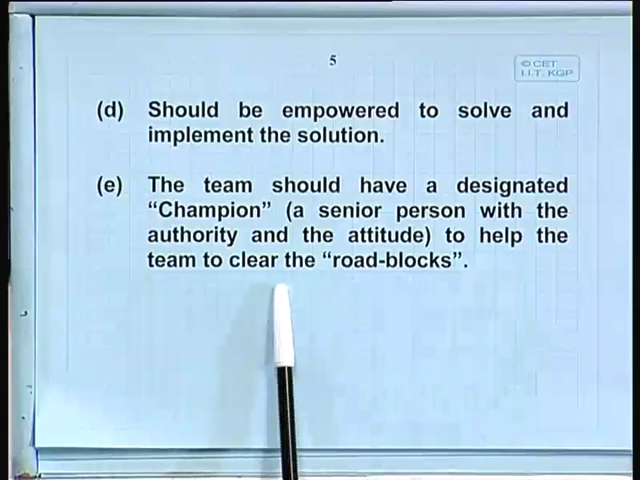 5
© CET
I.I.T. KGP
(d) Should be empowered to solve and
implement the solution.
(e) The team should have a designated
“Champion” (a senior person with the
authority and the attitude) to help the
team to clear the “road-blocks”.